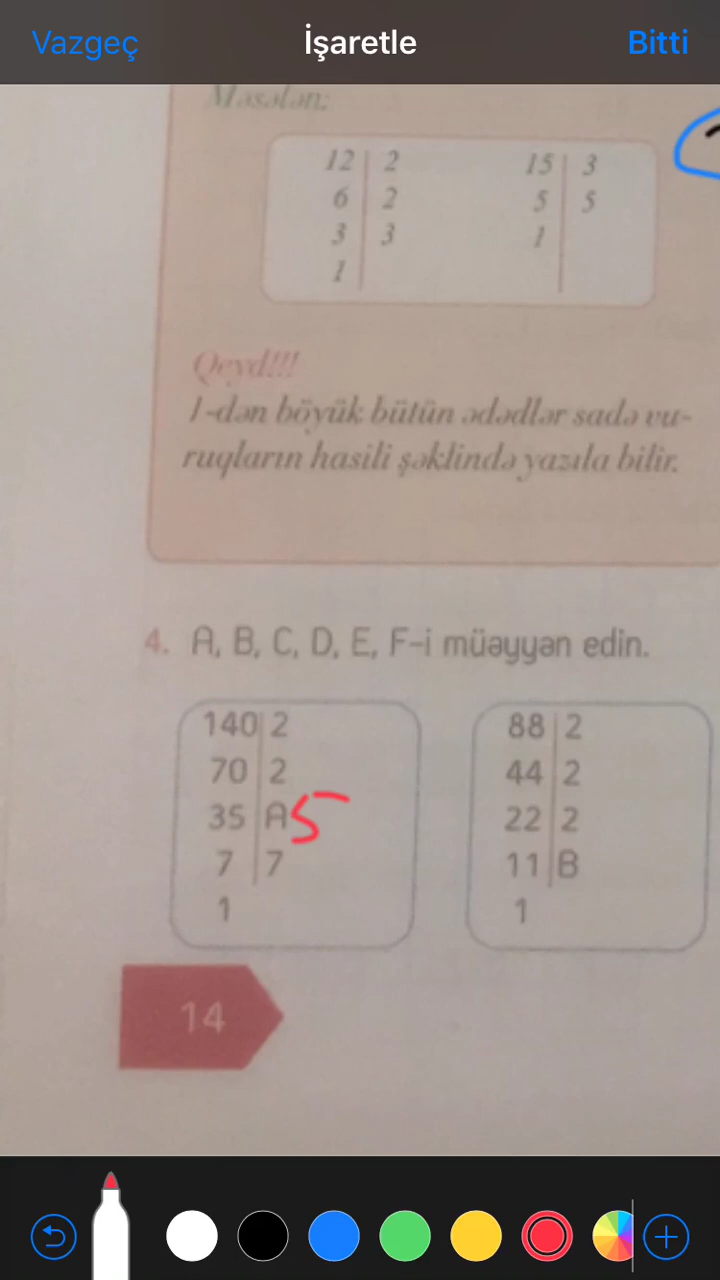 Vazgeç İşaretle Bitti
Məsələn:
12 2 15 3
6 2 5 5
3 3 1
1
Qeyd!!!
1-dən böyük bütün ədədlər sadə vu-
ruqların hasili şəklində yazıla bilir.
4. A, B, C, D, E, F-i müəyyən edin.
140 2
70 2
35 A 5
7 7
1
88 2
44 2
22 2
11 B
1
14